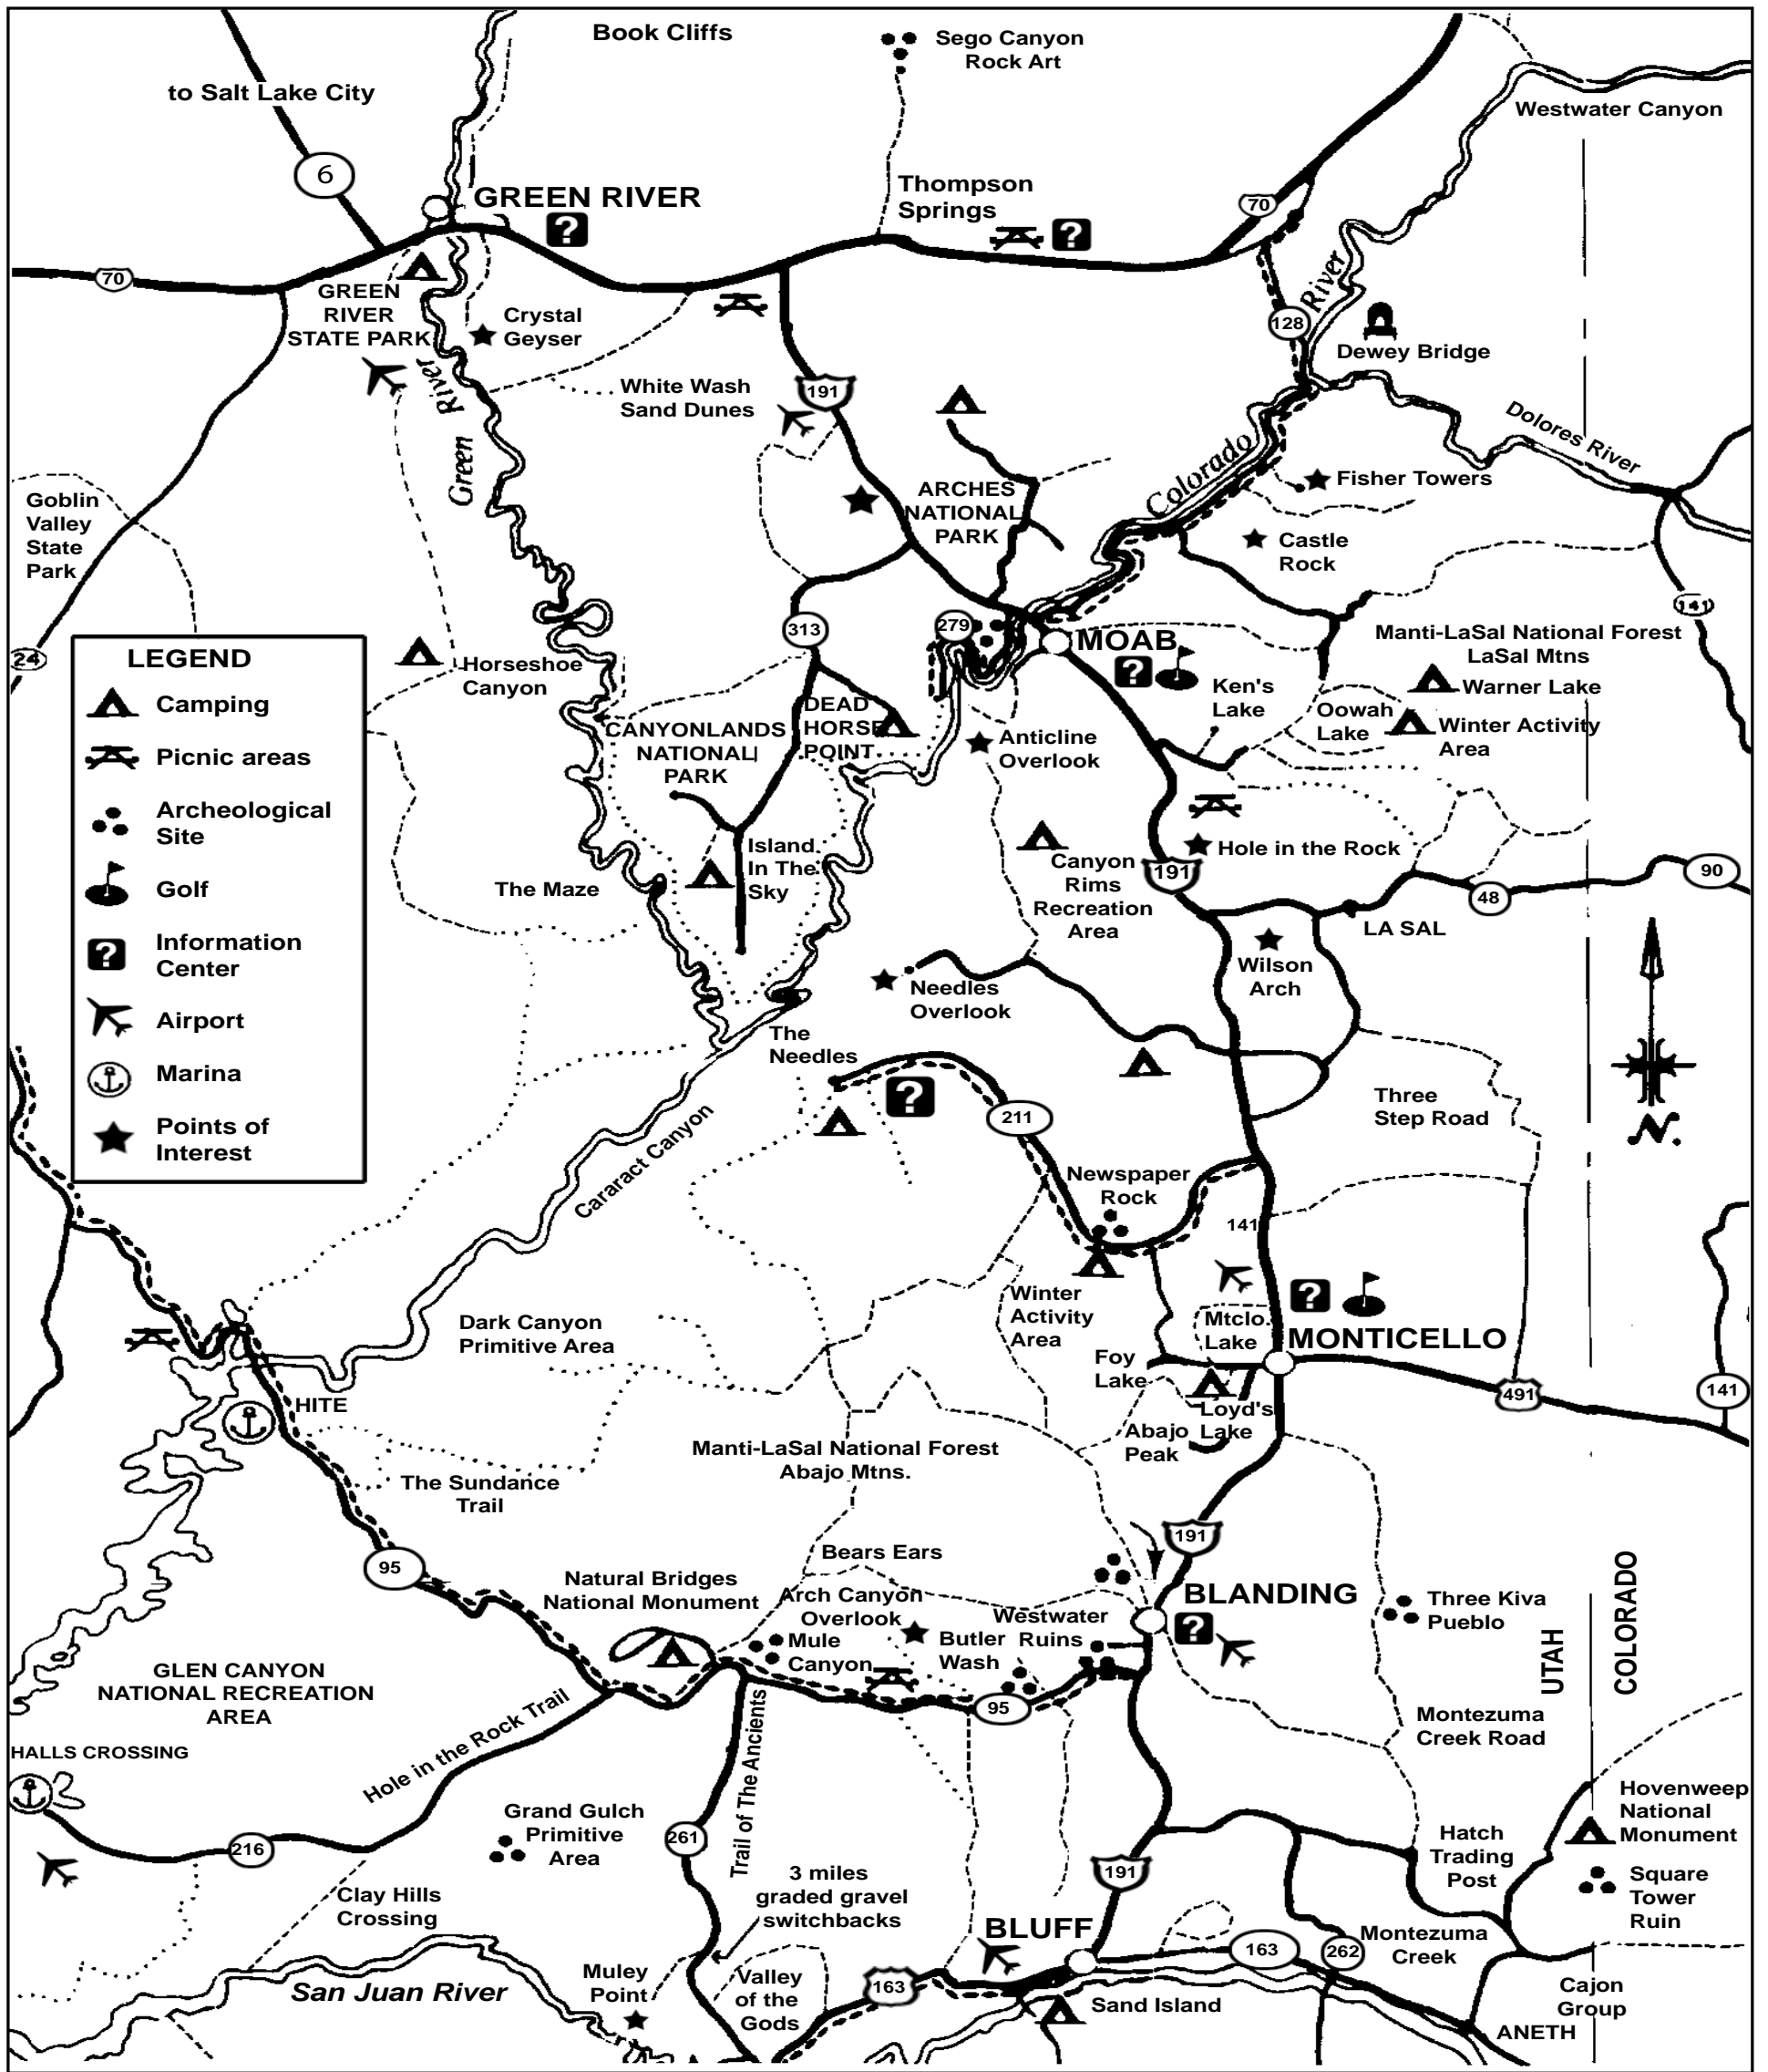 Book Cliffs
Sego Canyon
Rock Art
to Salt Lake City
Westwater Canyon
6
GREEN RIVER
?
Thompson
Springs
?
70
70
GREEN
RIVER
STATE PARK
Crystal
Geyser
River
128
Dewey Bridge
White Wash
Sand Dunes
191
Green
River
Dolores River
Colorado
Fisher Towers
Goblin
Valley
State
Park
ARCHES
NATIONAL
PARK
Castle
Rock
24
313
279
MOAB
?
141
Manti-LaSal National Forest
LaSal Mtns
Warner Lake
Horseshoe
Canyon
Ken's
Lake
Oowah
Lake
Winter Activity
Area
CANYONLANDS
NATIONAL
PARK
DEAD
HORSE
POINT
Anticline
Overlook
LEGEND
Camping
Picnic areas
Archeological
Site
Golf
?
Information
Center
Airport
Marina
Points of
Interest
The Maze
Island
In The
Sky
Canyon
Rims
Recreation
Area
Hole in the Rock
191
90
48
LA SAL
Wilson
Arch
Needles
Overlook
The
Needles
?
211
Three
Step Road
Cararact Canyon
Newspaper
Rock
141
N.
Winter
Activity
Area
?
Mtclo.
Lake
MONTICELLO
Dark Canyon
Primitive Area
Foy
Lake
491
141
HITE
Loyd's
Lake
Abajo
Peak
Manti-LaSal National Forest
Abajo Mtns.
The Sundance
Trail
191
95
Bears Ears
Natural Bridges
National Monument
Arch Canyon
Overlook
BLANDING
?
Three Kiva
Pueblo
UTAH
COLORADO
Westwater
Ruins
Mule
Canyon
Butler
Wash
95
GLEN CANYON
NATIONAL RECREATION
AREA
Hole in the Rock Trail
Trail of The Ancients
Montezuma
Creek Road
HALLS CROSSING
216
Grand Gulch
Primitive
Area
261
Hovenweep
National
Monument
Hatch
Trading
Post
Square
Tower
Ruin
3 miles
graded gravel
switchbacks
191
Clay Hills
Crossing
BLUFF
163
262
Montezuma
Creek
San Juan River
Muley
Point
Valley
of the
Gods
163
Sand Island
Cajon
Group
ANETH